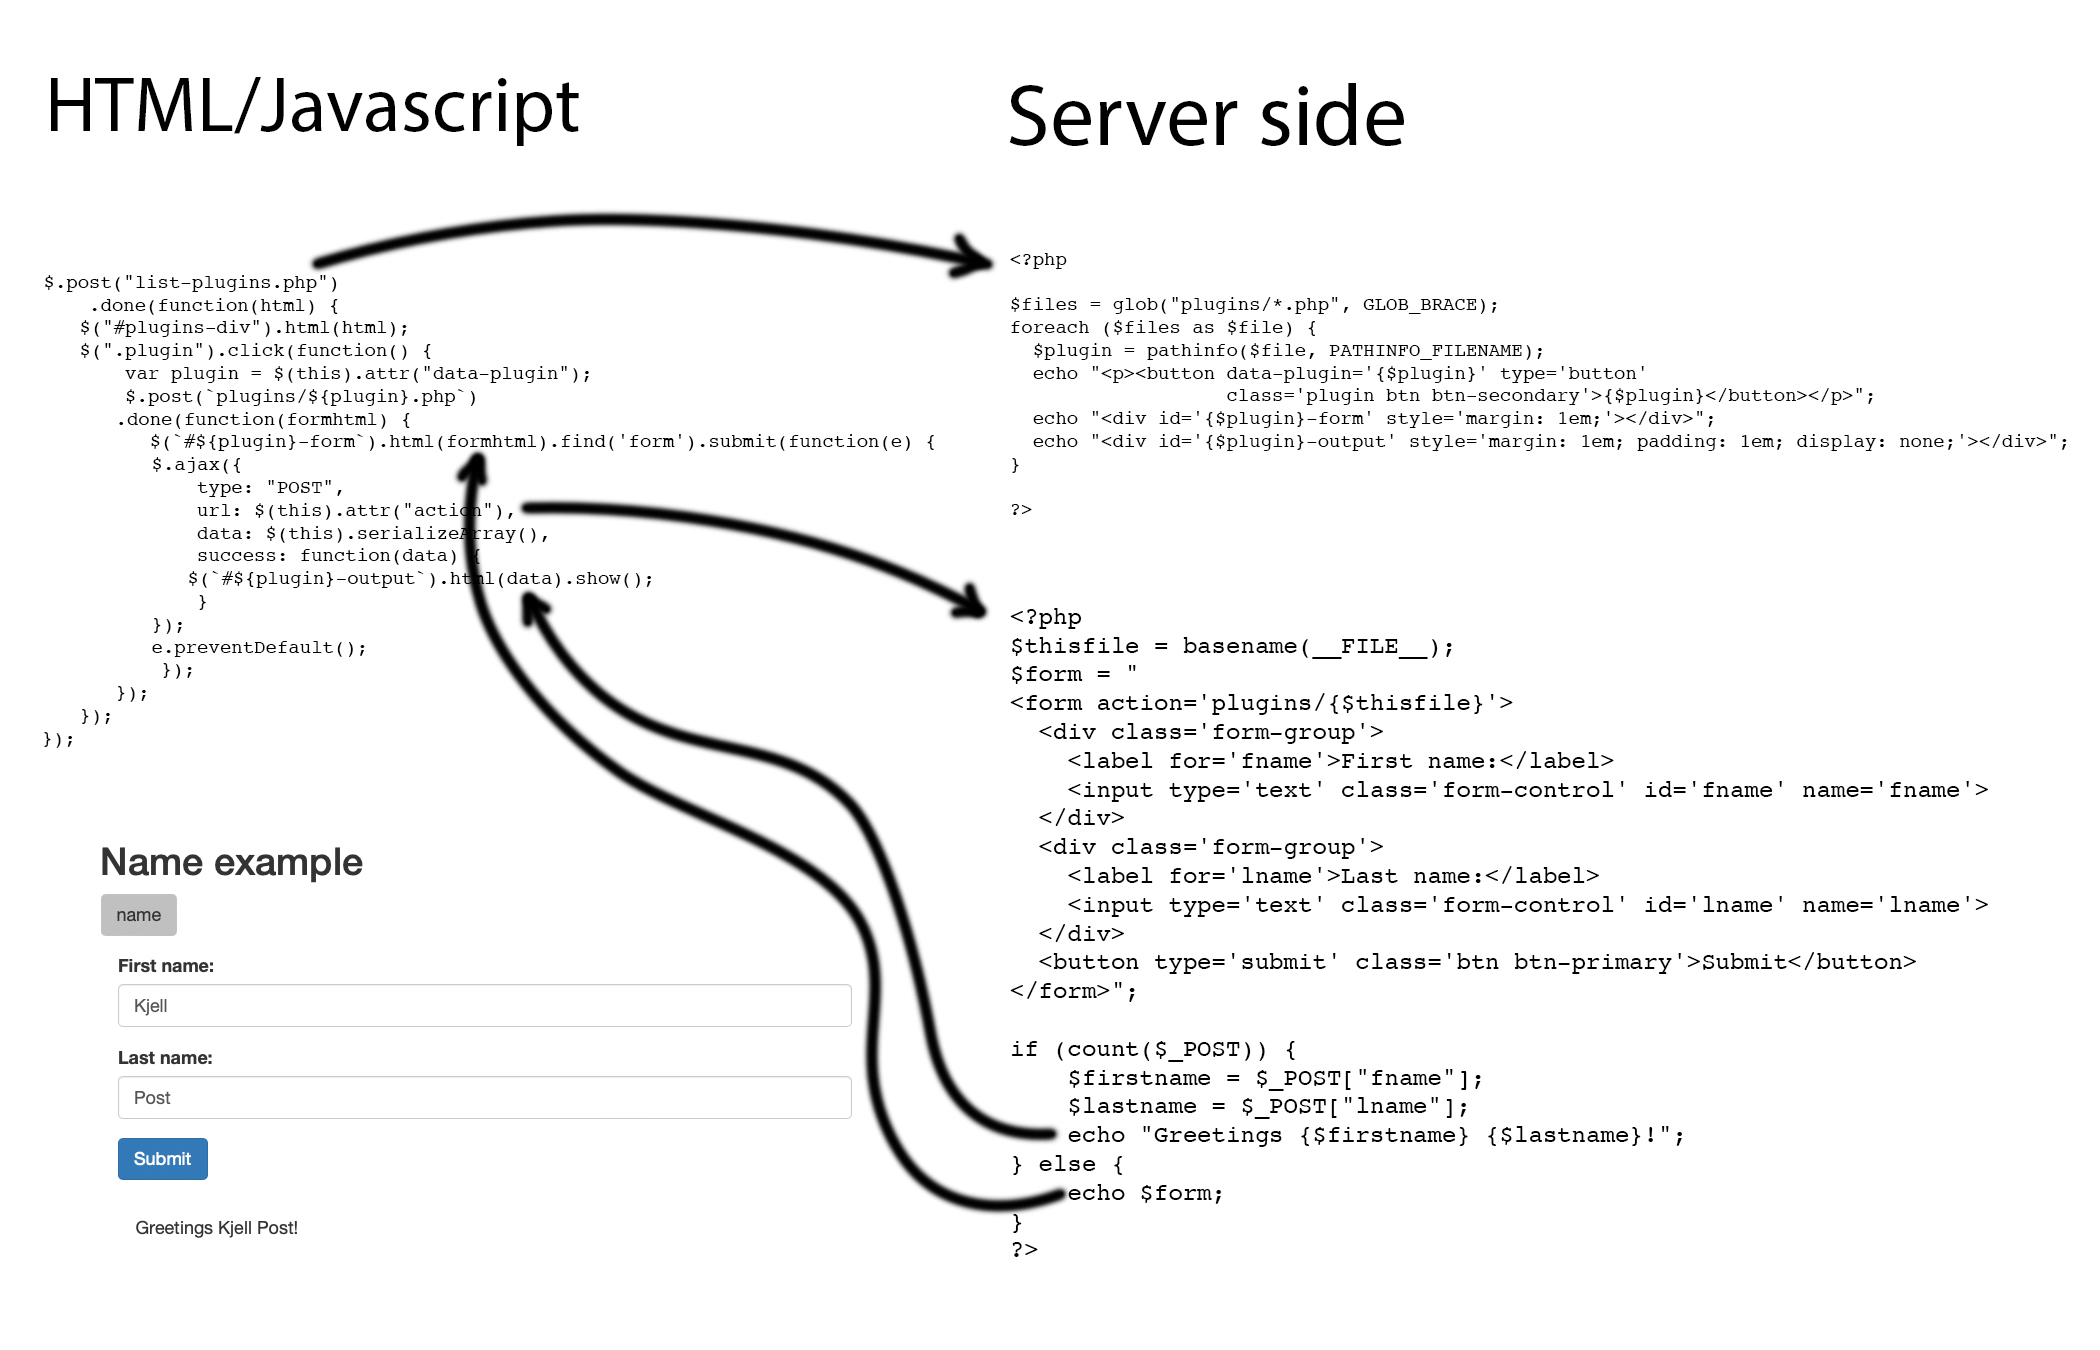 HTML/Javascript
$.post("list-plugins.php")
.done(function(html) {
$("#plugins-div").html(html);
$(".plugin").click(function() {
var plugin = $(this).attr("data-plugin");
$.post(`plugins/${plugin}.php`)
.done(function(formhtml) {
$(`#${plugin}-form`).html(formhtml).find('form').submit(function(e) {
$.ajax({
type: "POST",
url: $(this).attr("action"),
data: $(this).serializeArray(),
success: function(data) {
$(`#${plugin}-output`).html(data).show();
}
});
e.preventDefault();
});
});
});
});
Name example
name
First name:
Kjell
Last name:
Post
Submit
Greetings Kjell Post!
Server side
<?php
$files = glob("plugins/*.php", GLOB_BRACE);
foreach ($files as $file) {
$plugin = pathinfo($file, PATHINFO_FILENAME);
echo "<p><button data-plugin='{$plugin}' type='button'
class='plugin btn btn-secondary'>{$plugin}</button></p>";
echo "<div id='{$plugin}-form' style='margin: 1em;'></div>";
echo "<div id='{$plugin}-output' style='margin: 1em; padding: 1em; display: none;'></div>";
}
?>
<?php
$thisfile = basename(__FILE__);
$form = "
<form action='plugins/{$thisfile}'>
<div class='form-group'>
<label for='fname'>First name:</label>
<input type='text' class='form-control' id='fname' name='fname'>
</div>
<div class='form-group'>
<label for='lname'>Last name:</label>
<input type='text' class='form-control' id='lname' name='lname'>
</div>
<button type='submit' class='btn btn-primary'>Submit</button>
</form>";
if (count($_POST)) {
$firstname = $_POST["fname"];
$lastname = $_POST["lname"];
echo "Greetings {$firstname} {$lastname}!";
} else {
echo $form;
}
?>